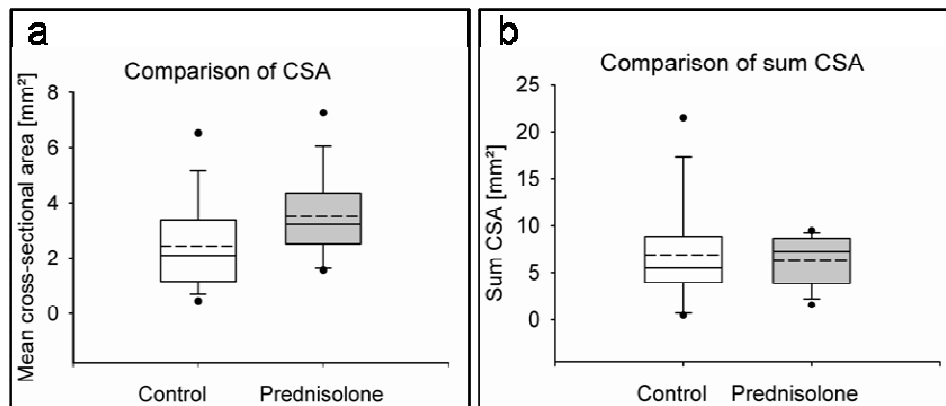 a
Comparison of CSA
Mean cross-sectional area [mm²]
8
6
4
2
0
Control Prednisolone
b
Comparison of sum CSA
Sum CSA [mm²]
25
20
15
10
5
0
Control Prednisolone